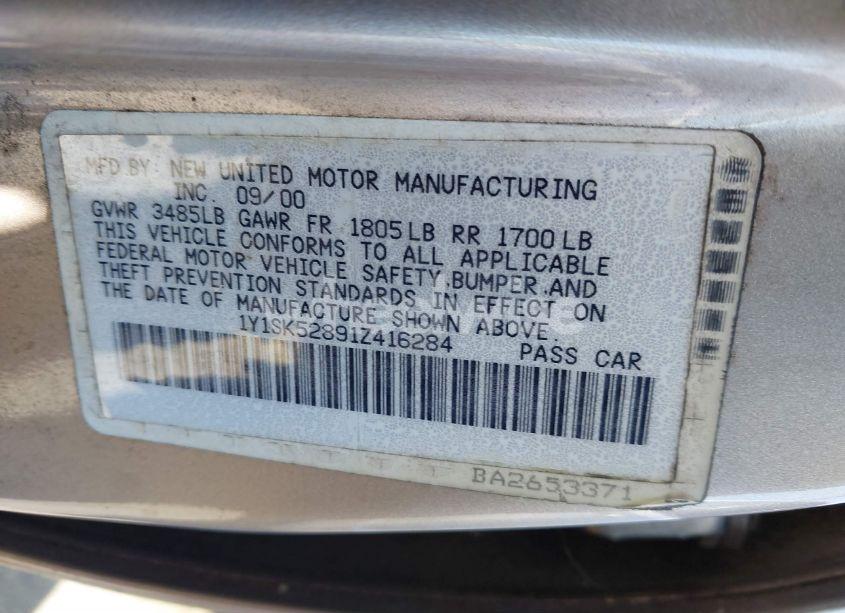 MFD.BY. NEW UNITED MOTOR MANUFACTURING
INC. 09/00
GVWR 3485LB GAWR FR 1805LB RR 1700LB
THIS VEHICLE CONFORMS TO ALL APPLICABLE
FEDERAL MOTOR VEHICLE SAFETY,BUMPER,AND
THEFT PREVENTION STANDARDS IN EFFECT ON
THE DATE OF MANUFACTURE SHOWN ABOVE.
1Y1SK52891Z416284 PASS CAR
BA2653371